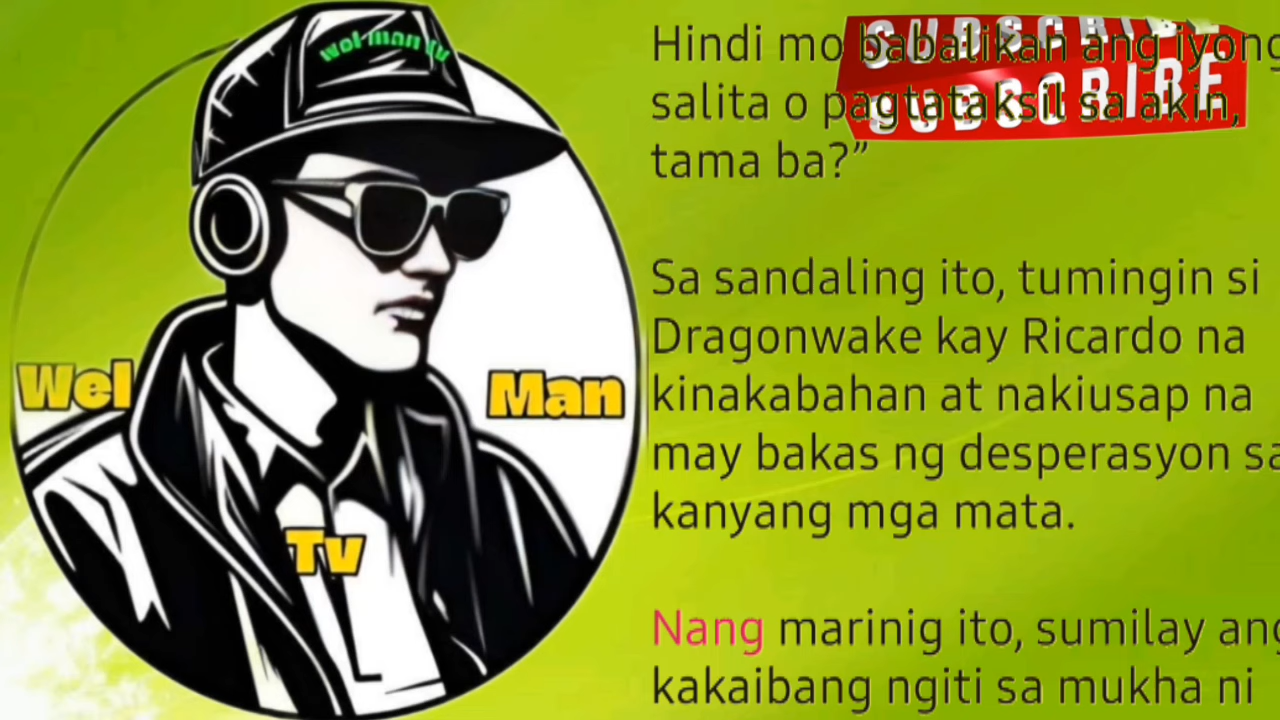 wel man tv
Wel
Man
Tv
SUBSCRIBE
SUBSCRIBE
Hindi mo babalikan ang iyong
salita o pagtataksil sa akin,
tama ba?”
Sa sandaling ito, tumingin si
Dragonwake kay Ricardo na
kinakabahan at nakiusap na
may bakas ng desperasyon sa
kanyang mga mata.
Nang marinig ito, sumilay ang
kakaibang ngiti sa mukha ni